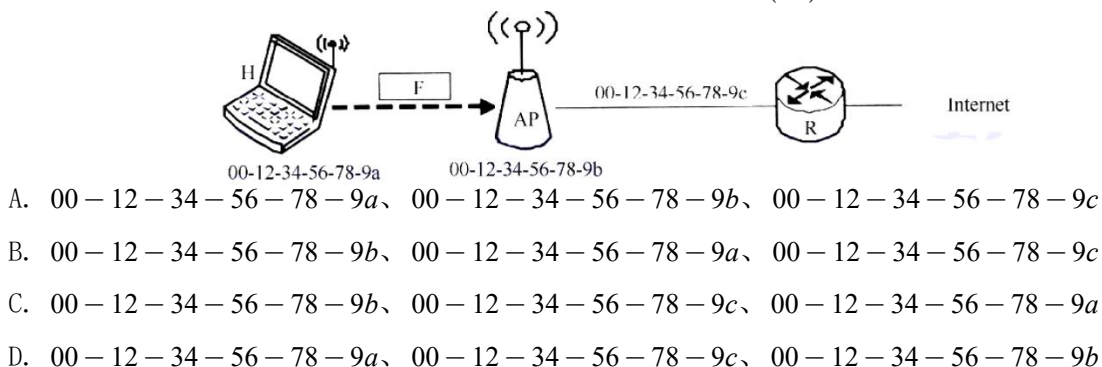 H
F
AP
00-12-34-56-78-9c
R
Internet
00-12-34-56-78-9a
00-12-34-56-78-9b
A. 00－12－34－56－78－9a、 00－12－34－56－78－9b、 00－12－34－56－78－9c
B. 00－12－34－56－78－9b、 00－12－34－56－78－9a、 00－12－34－56－78－9c
C. 00－12－34－56－78－9b、 00－12－34－56－78－9c、 00－12－34－56－78－9a
D. 00－12－34－56－78－9a、 00－12－34－56－78－9c、 00－12－34－56－78－9b